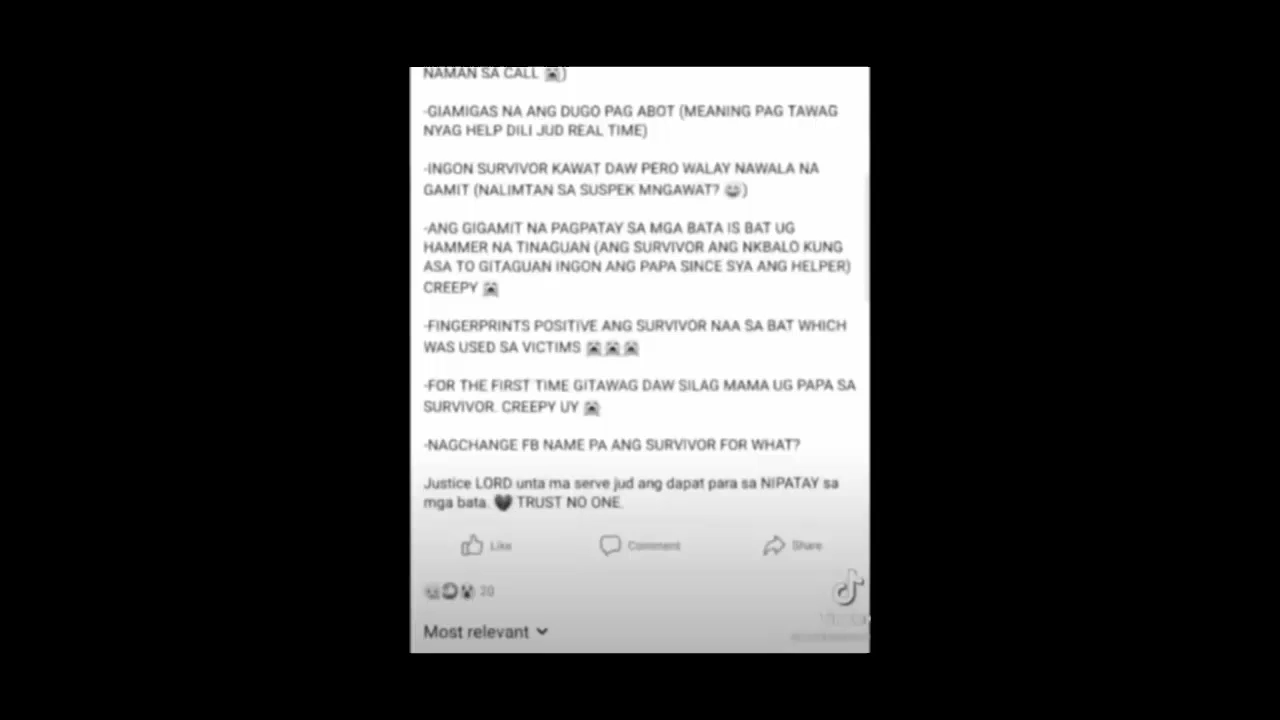 NAMAN SA CALL 😭)
-GIAMIGAS NA ANG DUGO PAG ABOT (MEANING PAG TAWAG
NYAG HELP DILI JUD REAL TIME)
-INGON SURVIVOR KAWAT DAW PERO WALAY NAWALA NA
GAMIT (NALIMTAN SA SUSPEK MNGAWAT? 😅)
-ANG GIGAMIT NA PAGPATAY SA MGA BATA IS BAT UG
HAMMER NA TINAGUAN (ANG SURVIVOR ANG NKBALO KUNG
ASA TO GITAGUAN INGON ANG PAPA SINCE SYA ANG HELPER)
CREEPY 😭
-FINGERPRINTS POSITIVE ANG SURVIVOR NAA SA BAT WHICH
WAS USED SA VICTIMS 😭😭😭
-FOR THE FIRST TIME GITAWAG DAW SILAG MAMA UG PAPA SA
SURVIVOR. CREEPY UY 😭
-NAGCHANGE FB NAME PA ANG SURVIVOR FOR WHAT?
Justice LORD unta ma serve jud ang dapat para sa NIPATAY sa
mga bata. 🖤 TRUST NO ONE.
Like Comment Share
20
Most relevant